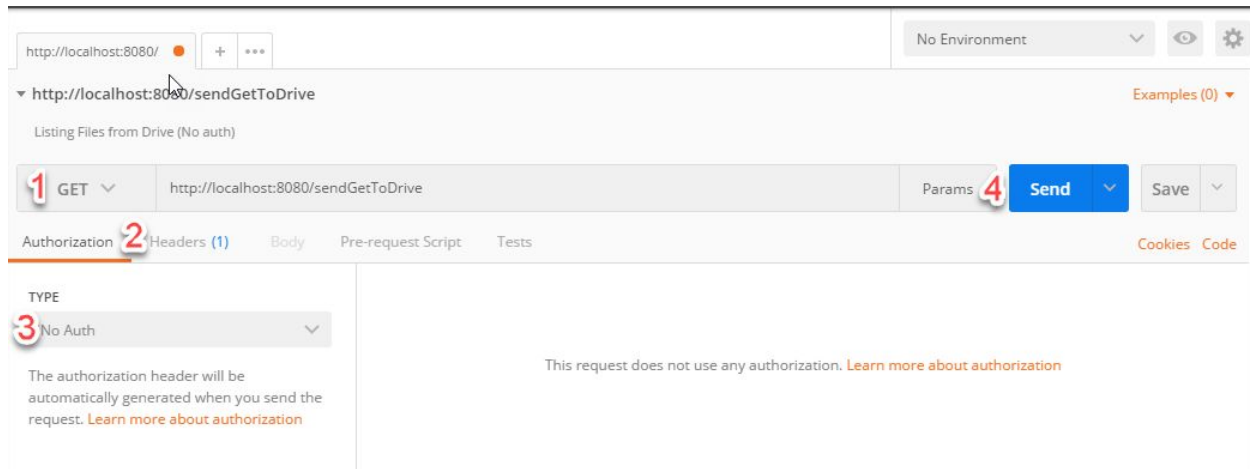 http://localhost:8080/
+
No Environment
http://localhost:8080/sendGetToDrive
Examples (0)
Listing Files from Drive (No auth)
1 GET
http://localhost:8080/sendGetToDrive
Params 4 Send
Save
Authorization 2 Headers (1) Body Pre-request Script Tests
Cookies Code
TYPE
3 No Auth
The authorization header will be
automatically generated when you send the
request. Learn more about authorization
This request does not use any authorization. Learn more about authorization